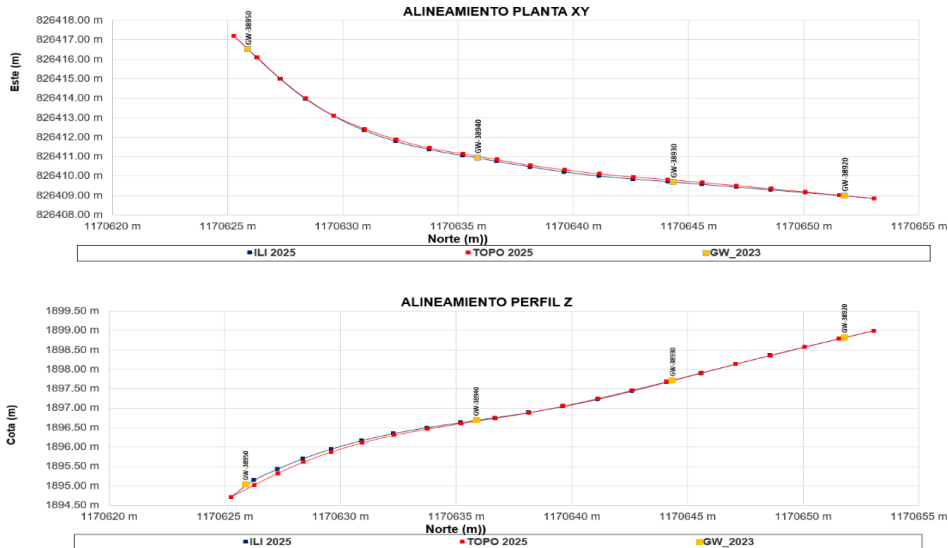 ALINEAMIENTO PLANTA XY
Este (m)
826418.00 m
826417.00 m
826416.00 m
826415.00 m
826414.00 m
826413.00 m
826412.00 m
826411.00 m
826410.00 m
826409.00 m
826408.00 m
GW-38950
GW-38940
GW-38930
GW-38920
1170620 m 1170625 m 1170630 m 1170635 m 1170640 m 1170645 m 1170650 m 1170655 m
Norte (m))
ILI 2025 TOPO 2025 GW_2023
ALINEAMIENTO PERFIL Z
Cota (m)
1899.50 m
1899.00 m
1898.50 m
1898.00 m
1897.50 m
1897.00 m
1896.50 m
1896.00 m
1895.50 m
1895.00 m
1894.50 m
GW-38950
GW-38940
GW-38930
GW-38920
1170620 m 1170625 m 1170630 m 1170635 m 1170640 m 1170645 m 1170650 m 1170655 m
Norte (m))
ILI 2025 TOPO 2025 GW_2023